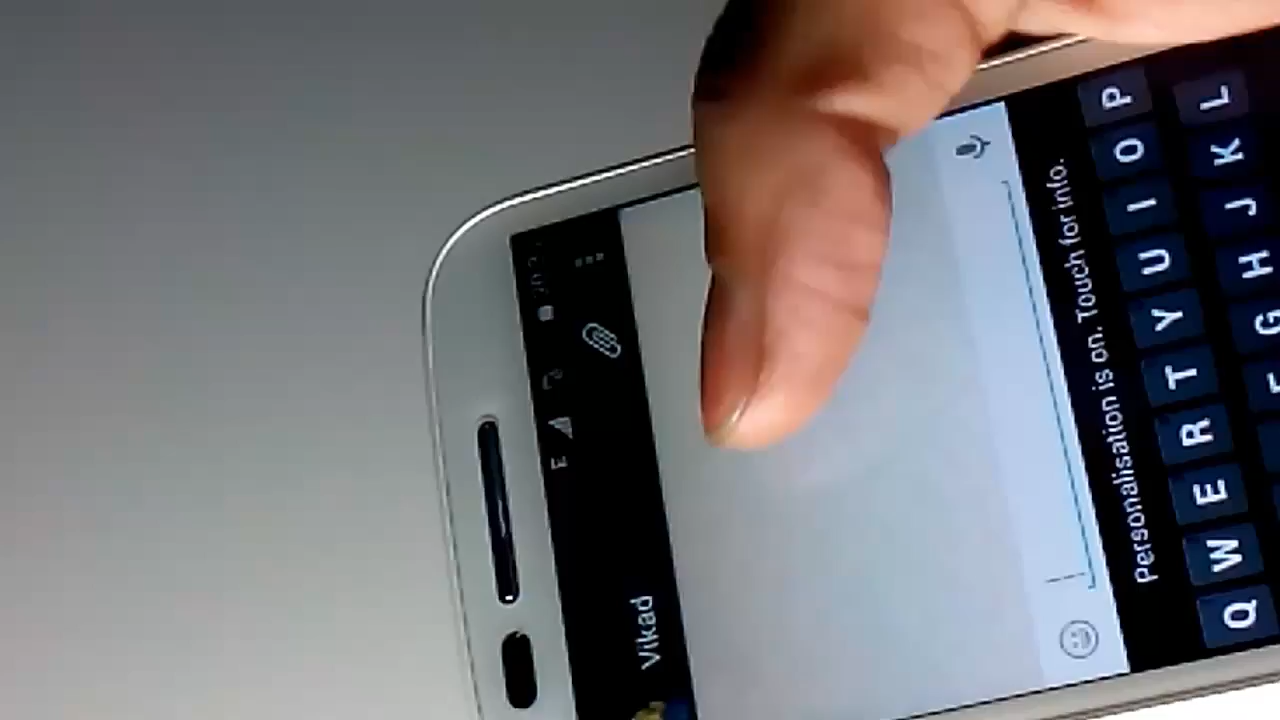 E
Vikad
Personalisation is on. Touch for info.
Q W E R T Y U I O P
G H J K L